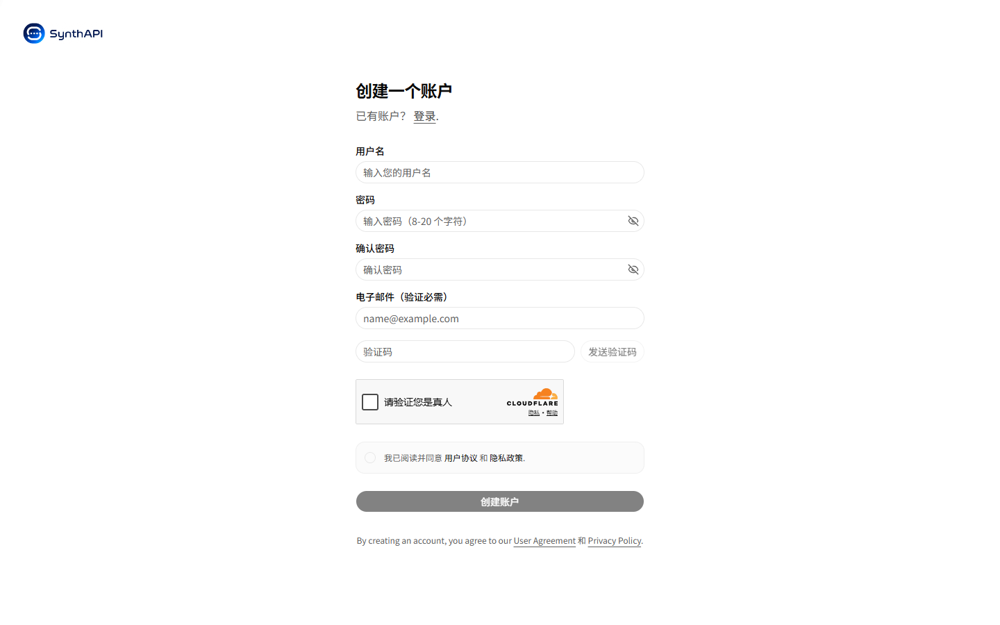 SynthAPI
创建一个账户
已有账户？ 登录.
用户名
输入您的用户名
密码
输入密码（8-20 个字符）
确认密码
确认密码
电子邮件（验证必需）
name@example.com
验证码 发送验证码
请验证您是真人
CLOUDFLARE
隐私 • 帮助
我已阅读并同意 用户协议 和 隐私政策.
创建账户
By creating an account, you agree to our User Agreement 和 Privacy Policy.